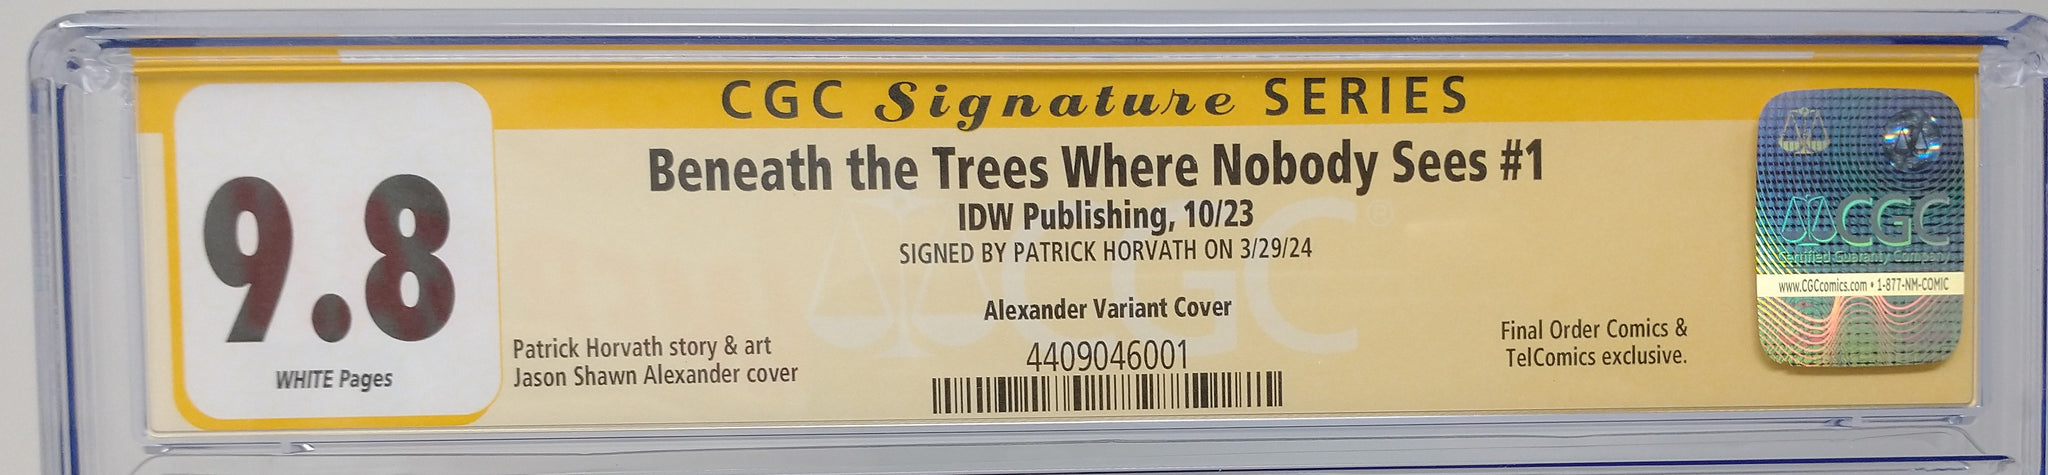 CGC Signature SERIES
9.8
WHITE Pages
Beneath the Trees Where Nobody Sees #1
IDW Publishing, 10/23
SIGNED BY PATRICK HORVATH ON 3/29/24
Alexander Variant Cover
Patrick Horvath story & art
Jason Shawn Alexander cover
4409046001
Final Order Comics &
TelComics exclusive.
CGC
Certified Guaranty Company
www.CGCcomics.com • 1-877-NM-COMIC
CGC®